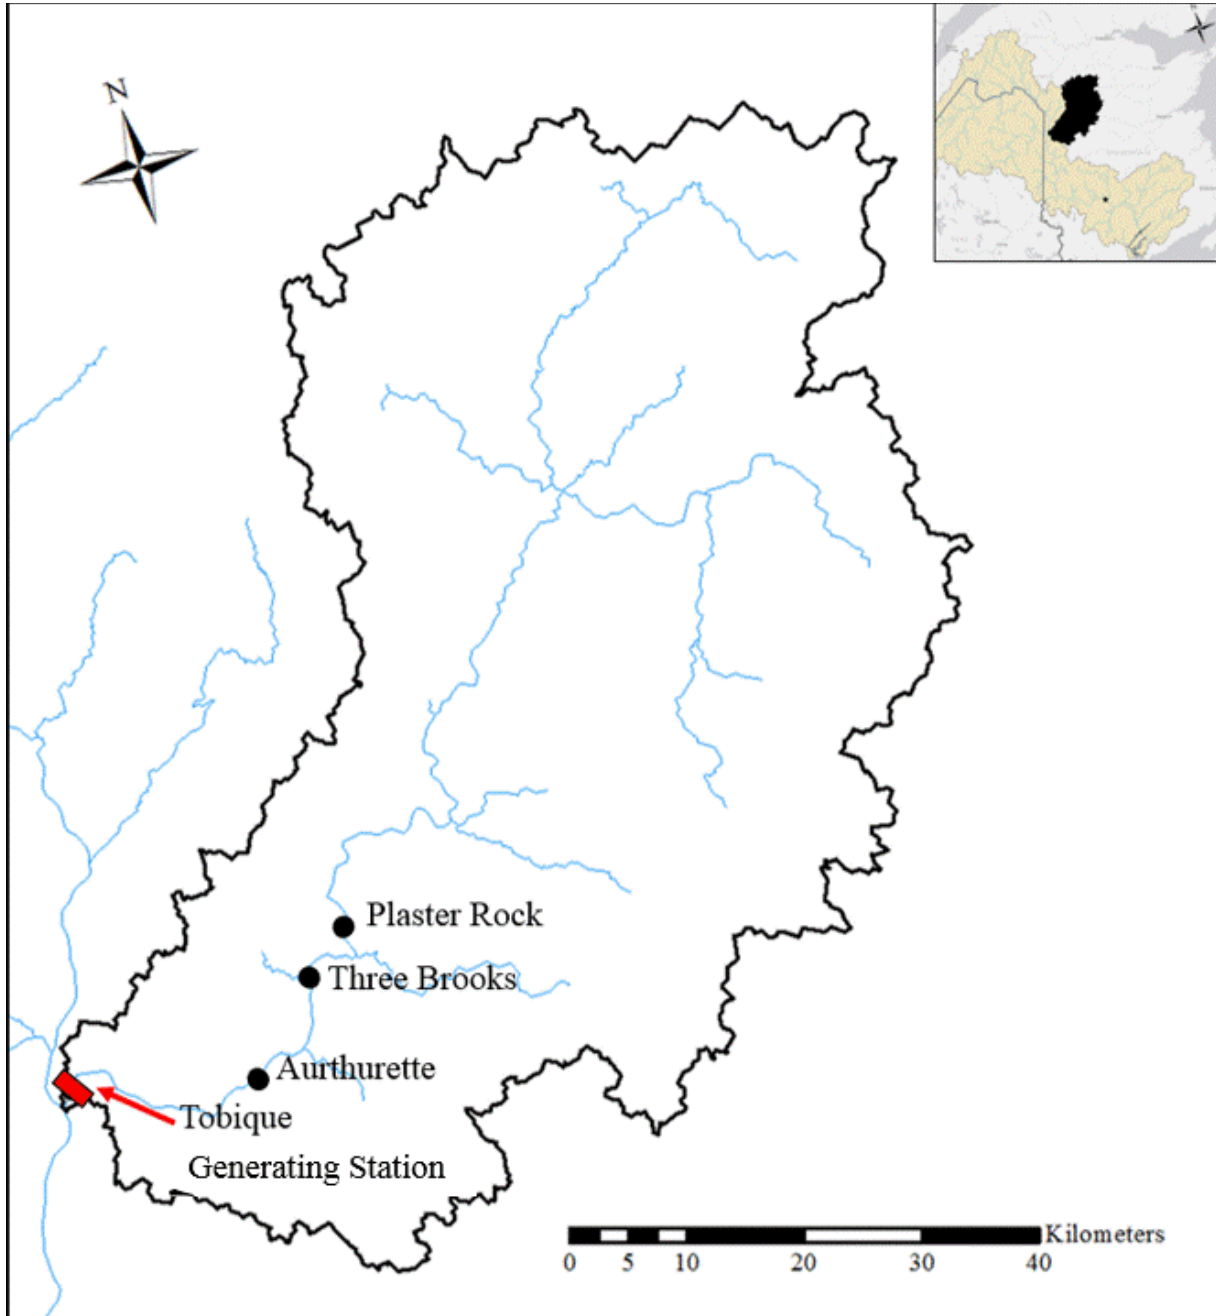 N
Plaster Rock
Three Brooks
Aurthurette
Tobique
Generating Station
Kilometers
0 5 10 20 30 40